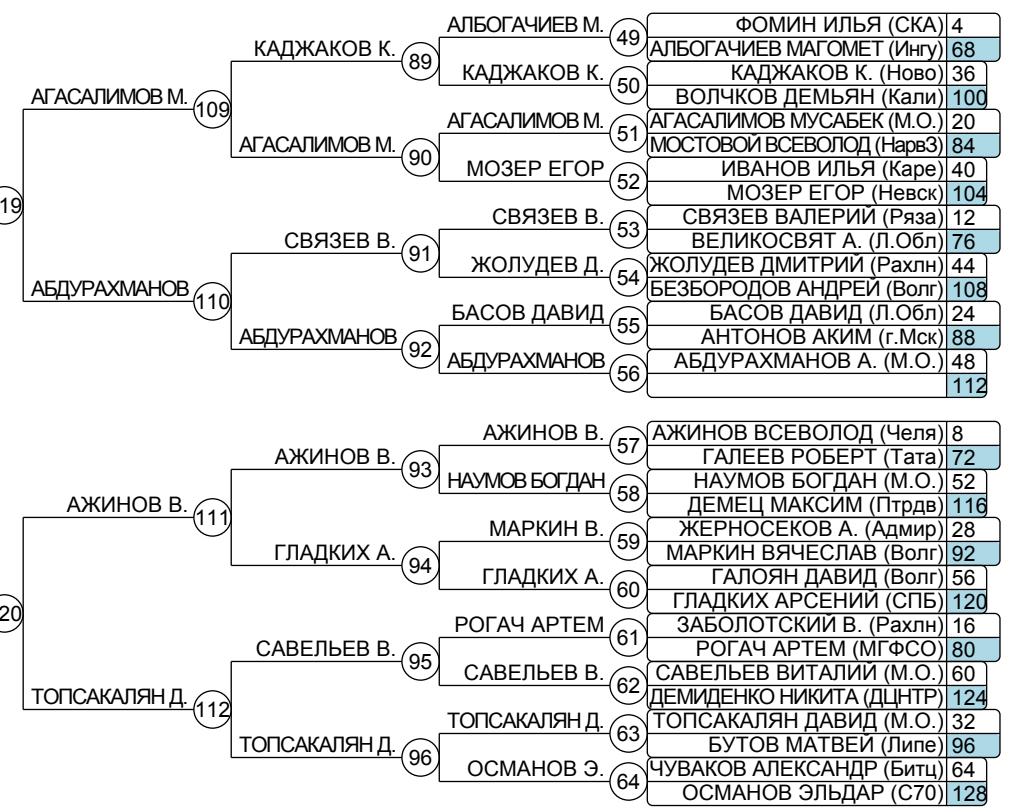 АЛБОГАЧИЕВ М. 49 ФОМИН ИЛЬЯ (СКА) 4
АЛБОГАЧИЕВ МАГОМЕТ (Ингу) 68
КАДЖАКОВ К. 89
КАДЖАКОВ К. 50 КАДЖАКОВ К. (Ново) 36
ВОЛЧКОВ ДЕМЬЯН (Кали) 100
АГАСАЛИМОВ М. 109
АГАСАЛИМОВ М. 51 АГАСАЛИМОВ МУСАБЕК (М.О.) 20
МОСТОВОЙ ВСЕВОЛОД (НарвЗ) 84
АГАСАЛИМОВ М. 90
МОЗЕР ЕГОР 52 ИВАНОВ ИЛЬЯ (Каре) 40
МОЗЕР ЕГОР (Невск) 104
19
СВЯЗЕВ В. 53 СВЯЗЕВ ВАЛЕРИЙ (Ряза) 12
ВЕЛИКОСВЯТ А. (Л.Обл) 76
СВЯЗЕВ В. 91
ЖОЛУДЕВ Д. 54 ЖОЛУДЕВ ДМИТРИЙ (Рахлн) 44
БЕЗБОРОДОВ АНДРЕЙ (Волг) 108
АБДУРАХМАНОВ 110
БАСОВ ДАВИД 55 БАСОВ ДАВИД (Л.Обл) 24
АНТОНОВ АКИМ (г.Мск) 88
АБДУРАХМАНОВ 92
АБДУРАХМАНОВ 56 АБДУРАХМАНОВ А. (М.О.) 48
112
АЖИНОВ В. 57 АЖИНОВ ВСЕВОЛОД (Челя) 8
ГАЛЕЕВ РОБЕРТ (Тата) 72
АЖИНОВ В. 93
НАУМОВ БОГДАН 58 НАУМОВ БОГДАН (М.О.) 52
ДЕМЕЦ МАКСИМ (Птрдв) 116
АЖИНОВ В. 111
МАРКИН В. 59 ЖЕРНОСЕКОВ А. (Адмир) 28
МАРКИН ВЯЧЕСЛАВ (Волг) 92
ГЛАДКИХ А. 94
ГЛАДКИХ А. 60 ГАЛОЯН ДАВИД (Волг) 56
ГЛАДКИХ АРСЕНИЙ (СПБ) 120
20
РОГАЧ АРТЕМ 61 ЗАБОЛОТСКИЙ В. (Рахлн) 16
РОГАЧ АРТЕМ (МГФСО) 80
САВЕЛЬЕВ В. 95
САВЕЛЬЕВ В. 62 САВЕЛЬЕВ ВИТАЛИЙ (М.О.) 60
ДЕМИДЕНКО НИКИТА (ДЦНТР) 124
ТОПСАКАЛЯН Д. 112
ТОПСАКАЛЯН Д. 63 ТОПСАКАЛЯН ДАВИД (М.О.) 32
БУТОВ МАТВЕЙ (Липе) 96
ТОПСАКАЛЯН Д. 96
ОСМАНОВ Э. 64 ЧУВАКОВ АЛЕКСАНДР (Битц) 64
ОСМАНОВ ЭЛЬДАР (С70) 128